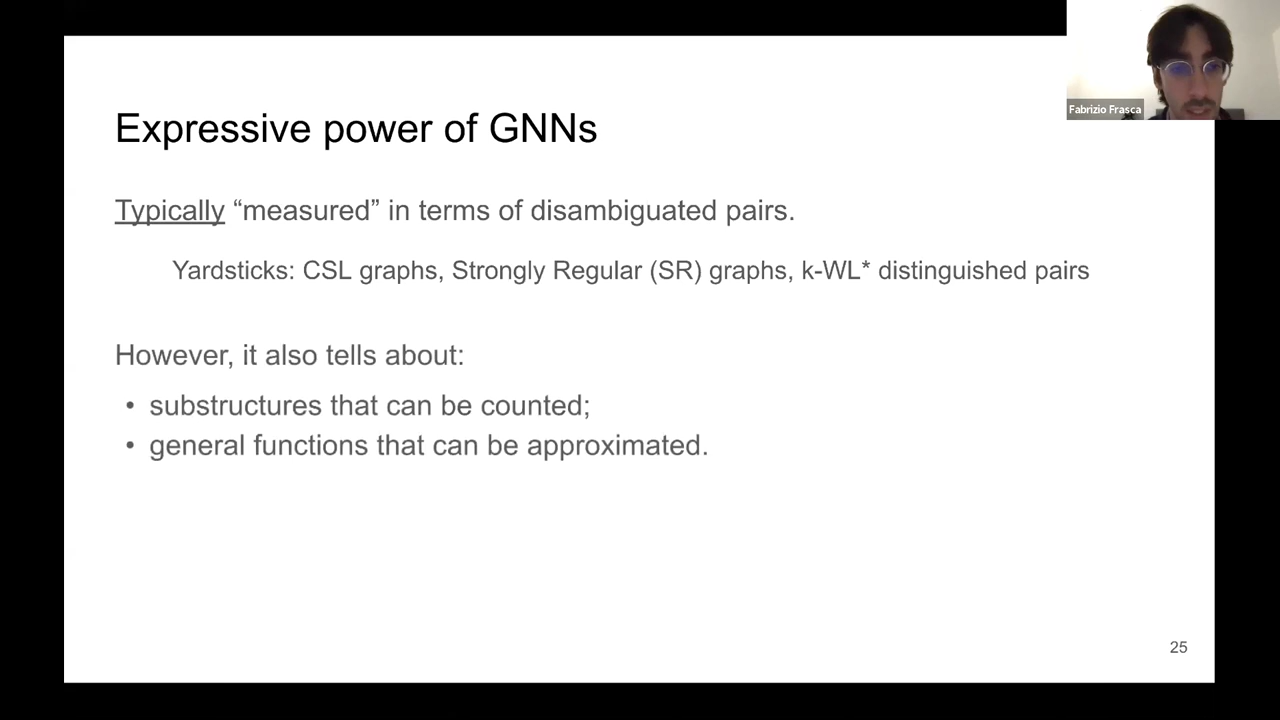 Fabrizio Frasca
Expressive power of GNNs
Typically “measured” in terms of disambiguated pairs.
Yardsticks: CSL graphs, Strongly Regular (SR) graphs, k-WL* distinguished pairs
However, it also tells about:
• substructures that can be counted;
• general functions that can be approximated.
25